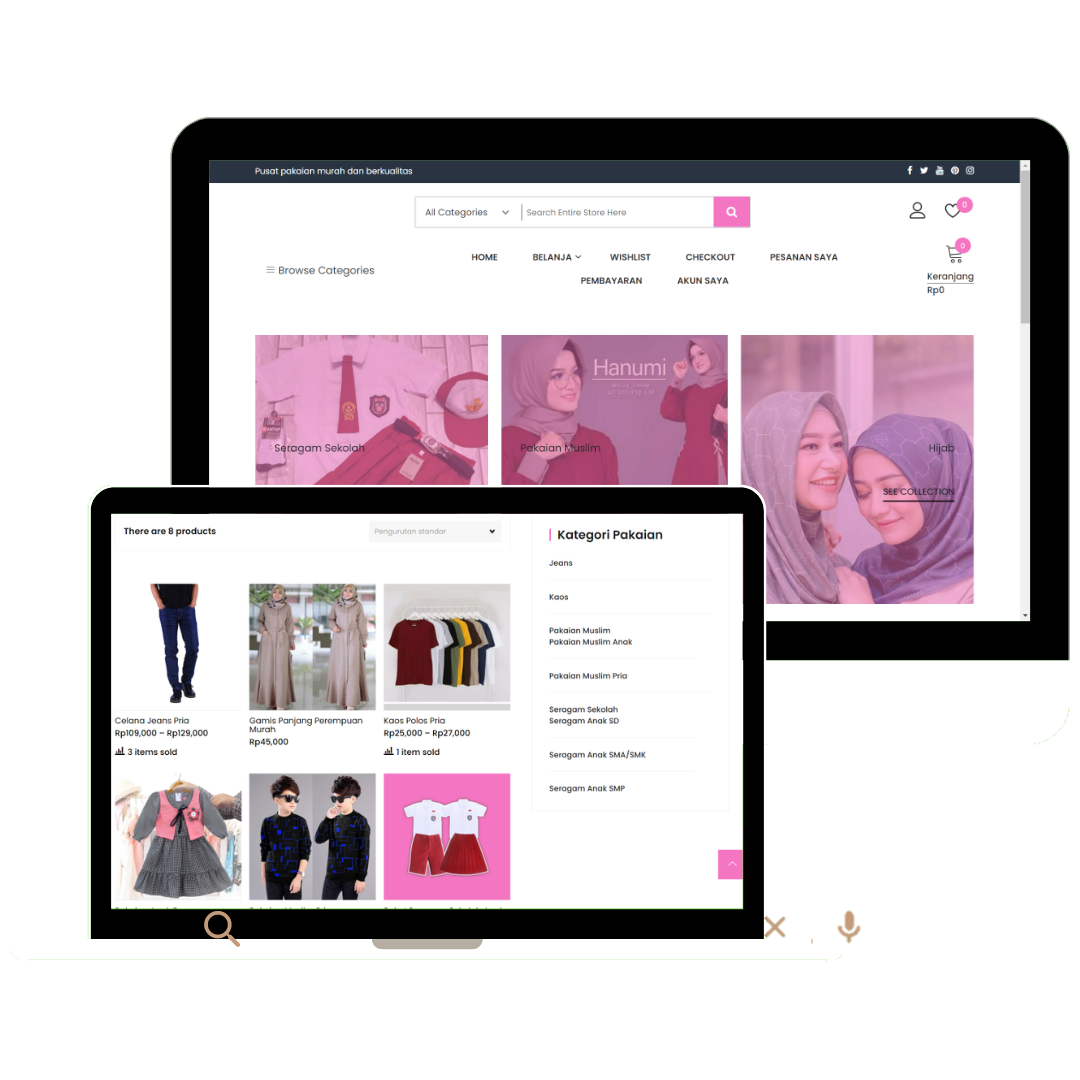 Pusat pakaian murah dan berkualitas
All Categories
Search Entire Store Here
0
0
Browse Categories
HOME
BELANJA
WISHLIST
CHECKOUT
PESANAN SAYA
PEMBAYARAN
AKUN SAYA
Keranjang
Rp0
Seragam Sekolah
Hanumi
Pakaian Muslim
Hijab
SEE COLLECTION
There are 8 products
Pengurutan standar
Celana Jeans Pria
Rp109,000 – Rp129,000
3 items sold
Gamis Panjang Perempuan
Murah
Rp45,000
Kaos Polos Pria
Rp25,000 – Rp27,000
1 item sold
Kategori Pakaian
Jeans
Kaos
Pakaian Muslim
Pakaian Muslim Anak
Pakaian Muslim Pria
Seragam Sekolah
Seragam Anak SD
Seragam Anak SMA/SMK
Seragam Anak SMP